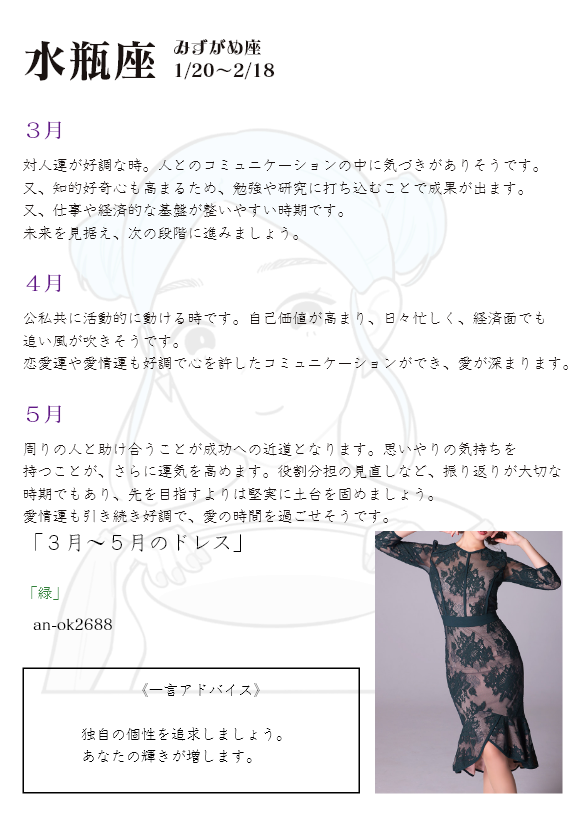 水瓶座
みずがめ座
1/20～2/18
３月
対人運が好調な時。人とのコミュニケーションの中に気づきがありそうです。
又、知的好奇心も高まるため、勉強や研究に打ち込むことで成果が出ます。
又、仕事や経済的な基盤が整いやすい時期です。
未来を見据え、次の段階に進みましょう。
４月
公私共に活動的に動ける時です。自己価値が高まり、日々忙しく、経済面でも
追い風が吹きそうです。
恋愛運や愛情運も好調で心を許したコミュニケーションができ、愛が深まります。
５月
周りの人と助け合うことが成功への近道となります。思いやりの気持ちを
持つことが、さらに運気を高めます。役割分担の見直しなど、振り返りが大切な
時期でもあり、先を目指すよりは堅実に土台を固めましょう。
愛情運も引き続き好調で、愛の時間を過ごせそうです。
「３月～５月のドレス」
「緑」
an-ok2688
《一言アドバイス》
独自の個性を追求しましょう。
あなたの輝きが増します。